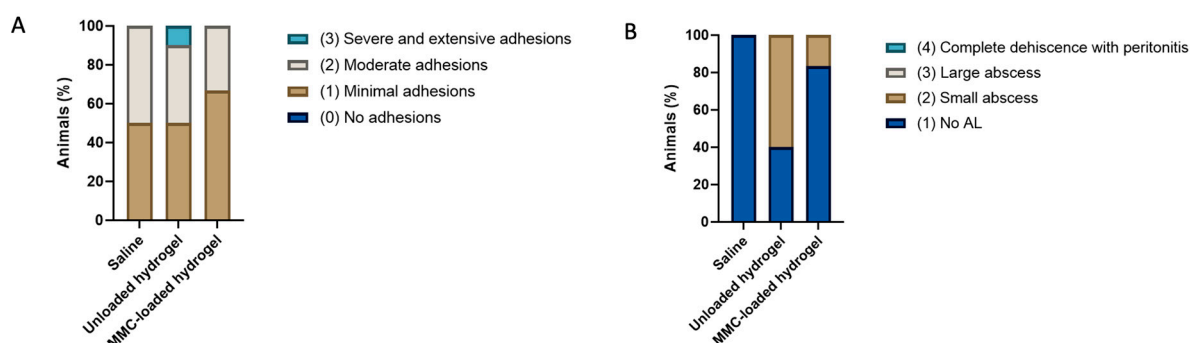 A
Animals (%)
100
80
60
40
20
0
Saline
Unloaded hydrogel
MMC-loaded hydrogel
(3) Severe and extensive adhesions
(2) Moderate adhesions
(1) Minimal adhesions
(0) No adhesions
B
Animals (%)
100
80
60
40
20
0
Saline
Unloaded hydrogel
MMC-loaded hydrogel
(4) Complete dehiscence with peritonitis
(3) Large abscess
(2) Small abscess
(1) No AL